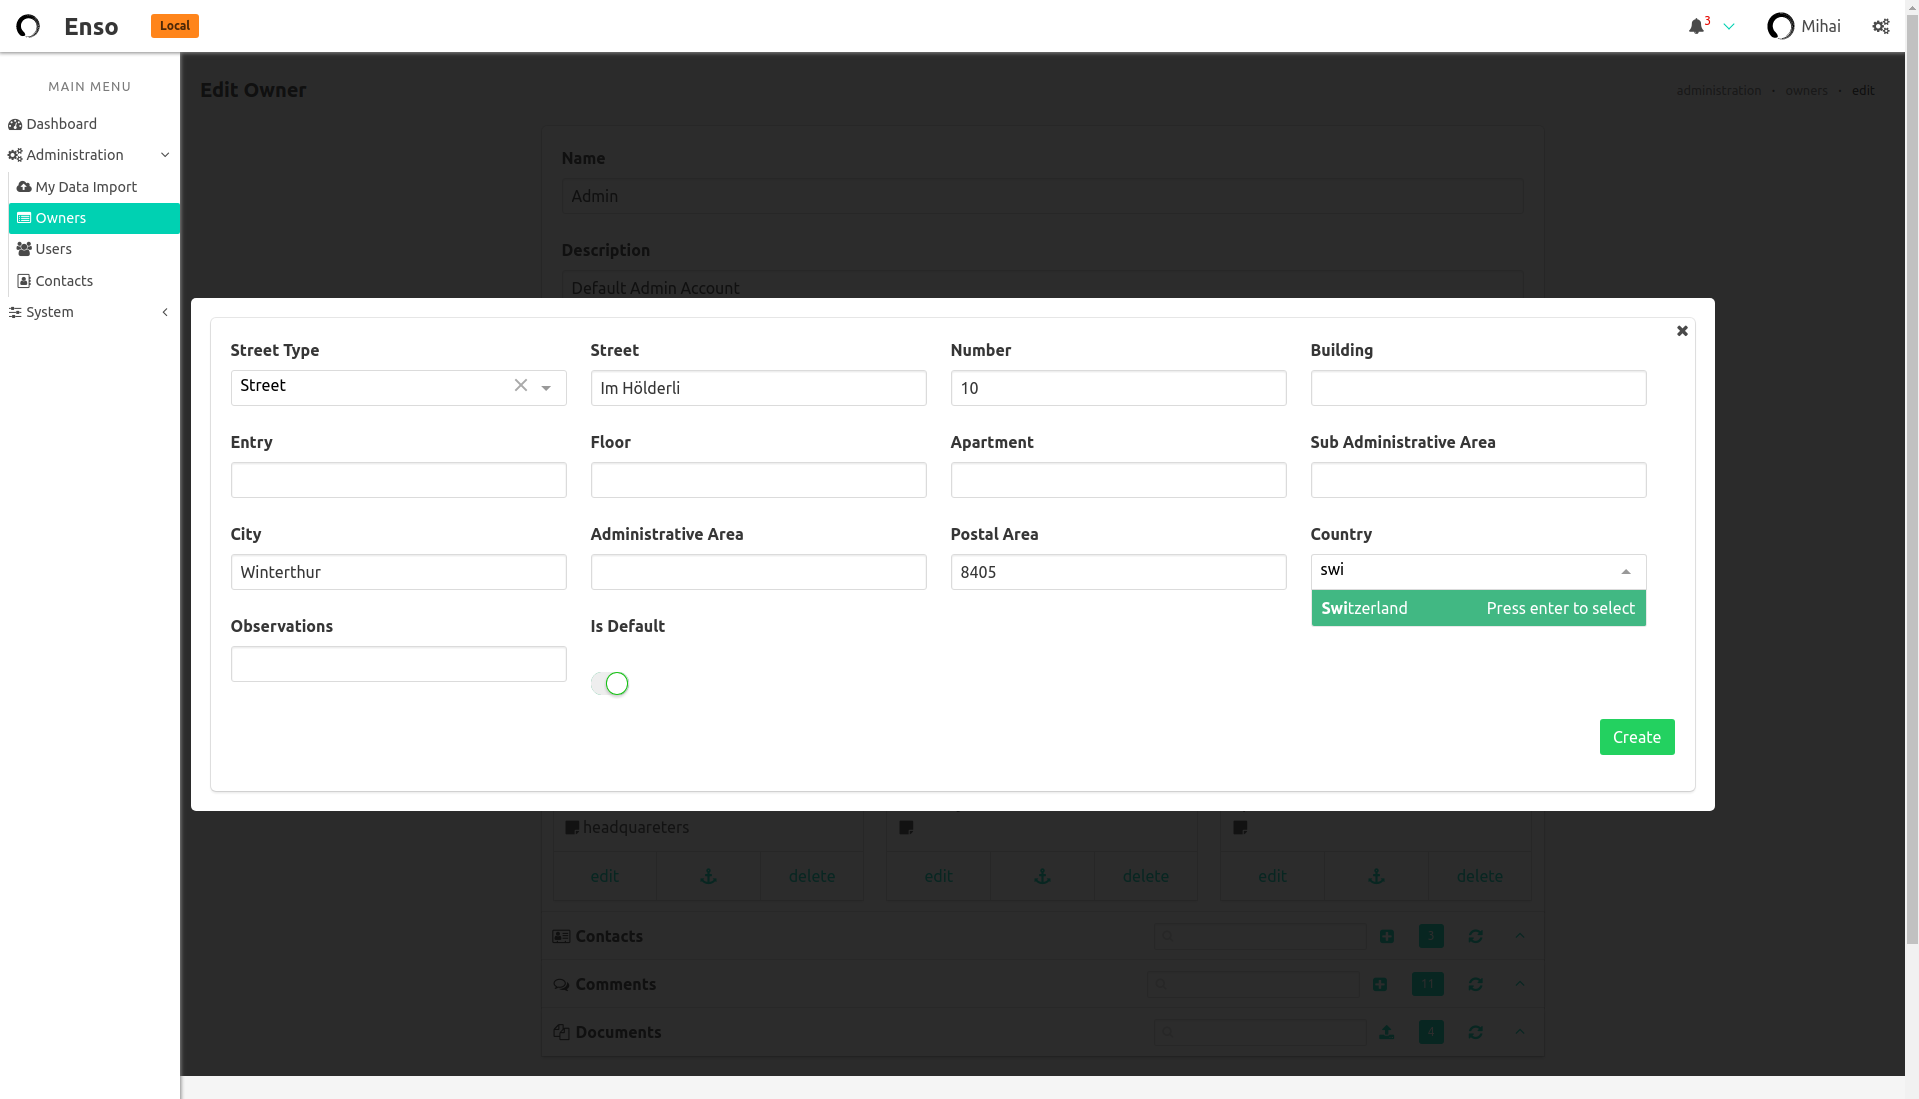 Enso
Local
3
Mihai
MAIN MENU
Dashboard
Administration
My Data Import
Owners
Users
Contacts
System
Edit Owner
administration • owners • edit
Name
Admin
Description
Default Admin Account
Street Type
Street
Number
Building
Street
Im Hölderli
10
Entry
Floor
Apartment
Sub Administrative Area
City
Administrative Area
Postal Area
Country
Winterthur
8405
swi
Switzerland
Press enter to select
Observations
Is Default
Create
headquareters
edit
delete
edit
delete
edit
delete
Contacts
3
Comments
11
Documents
4